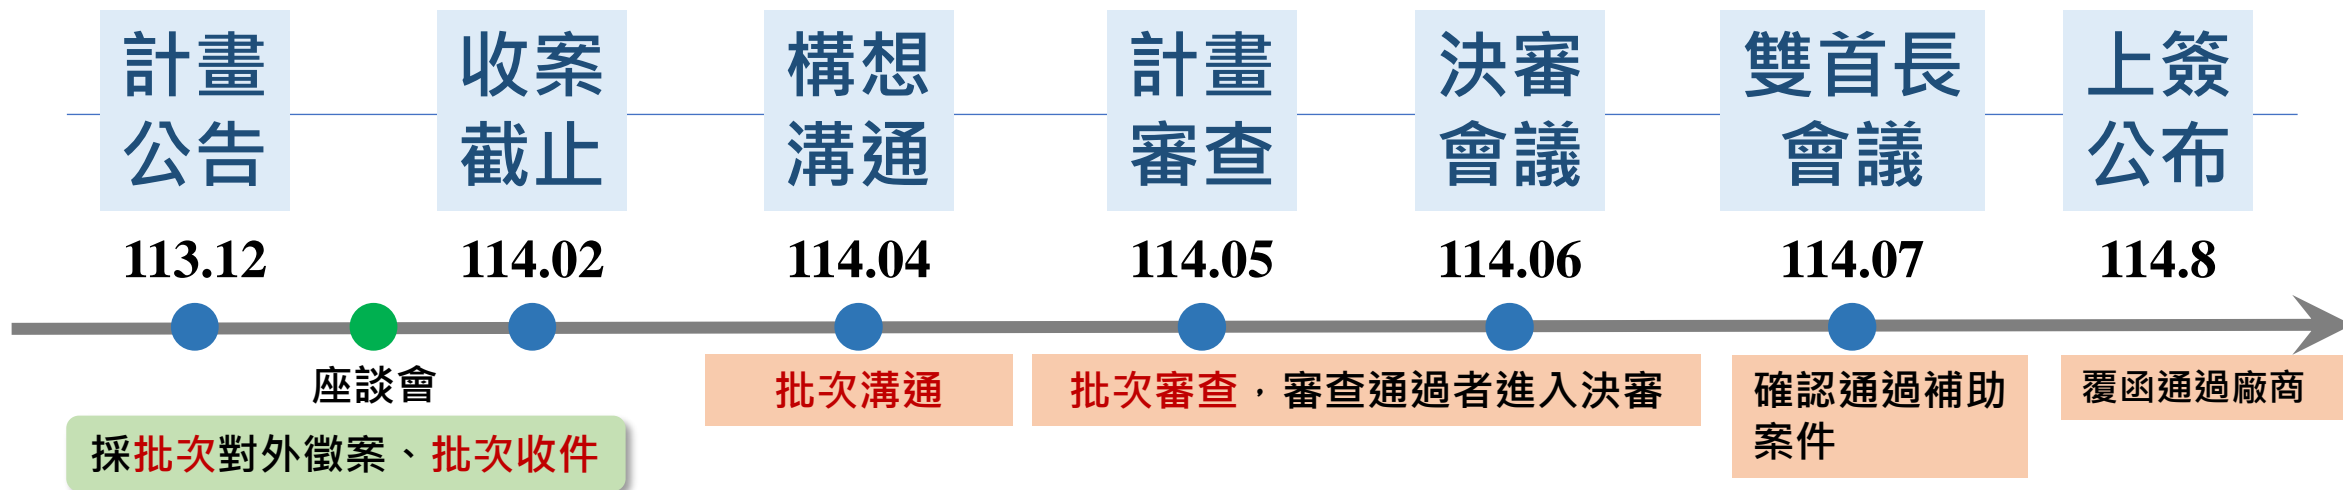 計畫
公告
收案
截止
構想
溝通
計畫
審查
決審
會議
雙首長
會議
上簽
公布
113.12
114.02
114.04
114.05
114.06
114.07
114.8
座談會
採批次對外徵案、批次收件
批次溝通
批次審查，審查通過者進入決審
確認通過補助
案件
覆函通過廠商